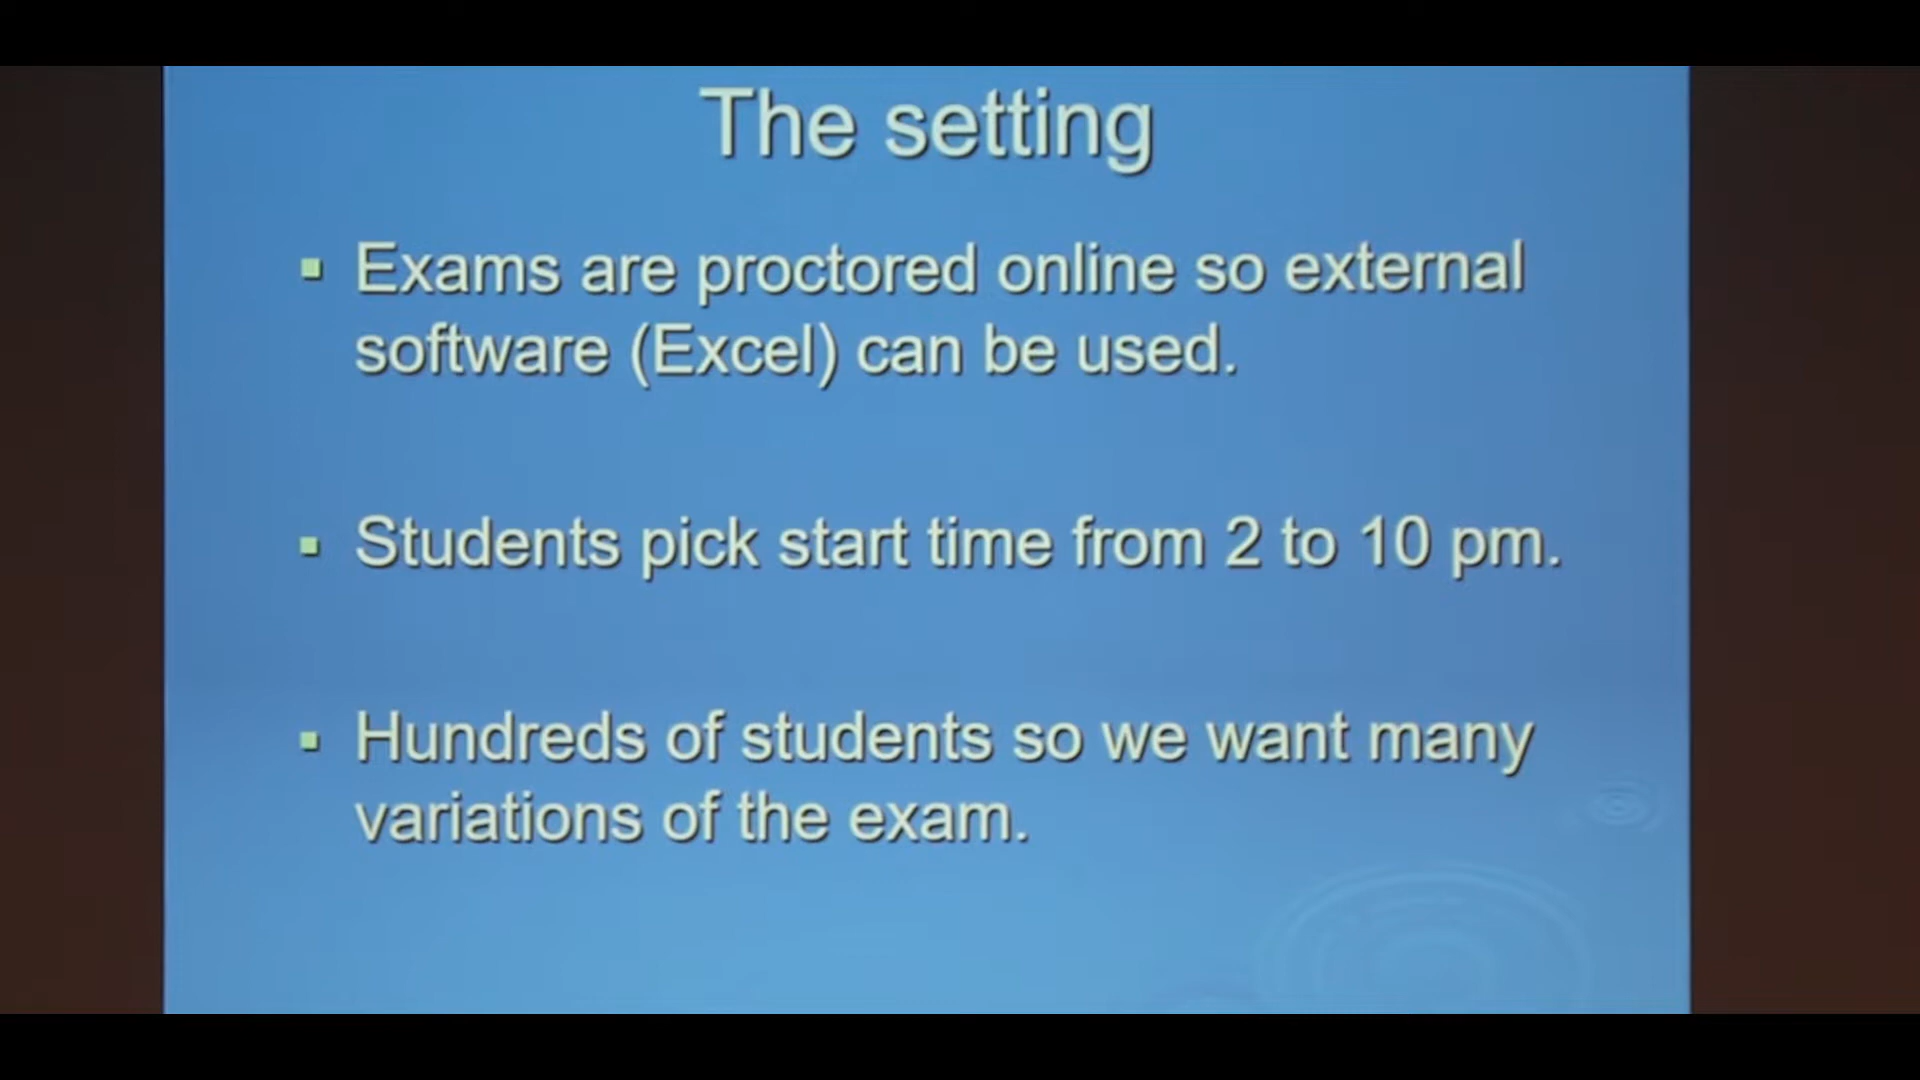 The setting
Exams are proctored online so external
software (Excel) can be used.
Students pick start time from 2 to 10 pm.
Hundreds of students so we want many
variations of the exam.